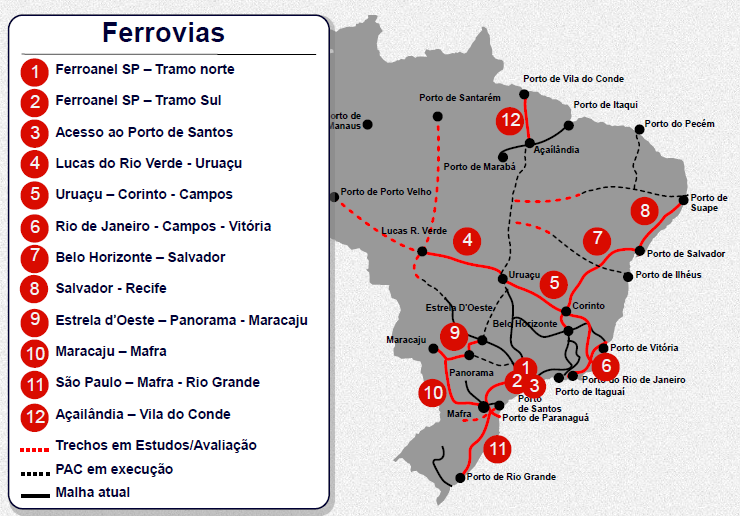 Ferrovias
1 Ferroanel SP – Tramo norte
2 Ferroanel SP – Tramo Sul
3 Acesso ao Porto de Santos
4 Lucas do Rio Verde - Uruaçu
5 Uruaçu – Corinto - Campos
6 Rio de Janeiro - Campos - Vitória
7 Belo Horizonte – Salvador
8 Salvador - Recife
9 Estrela d'Oeste – Panorama - Maracaju
10 Maracaju – Mafra
11 São Paulo – Mafra - Rio Grande
12 Açailândia – Vila do Conde
Trechos em Estudos/Avaliação
PAC em execução
Malha atual
Porto de Vila do Conde
Porto de Santarém
Porto de Itaqui
12
Porto do Pecém
Manaus
Açaílândia
Porto de Marabá
Porto de Porto Velho
Porto de
Suape
8
Lucas R. Verde
4
7
Porto de Salvador
Uruaçu
5
Porto de Ilhéus
Estrela D'Oeste
Corinto
Belo Horizonte
9
Maracaju
Porto de Vitória
6
Panorama
1
2
3
Porto do Rio de Janeiro
Porto de Itaguaí
10
Porto
de Santos
Mafra
Porto de Paranaguá
11
Porto de Rio Grande